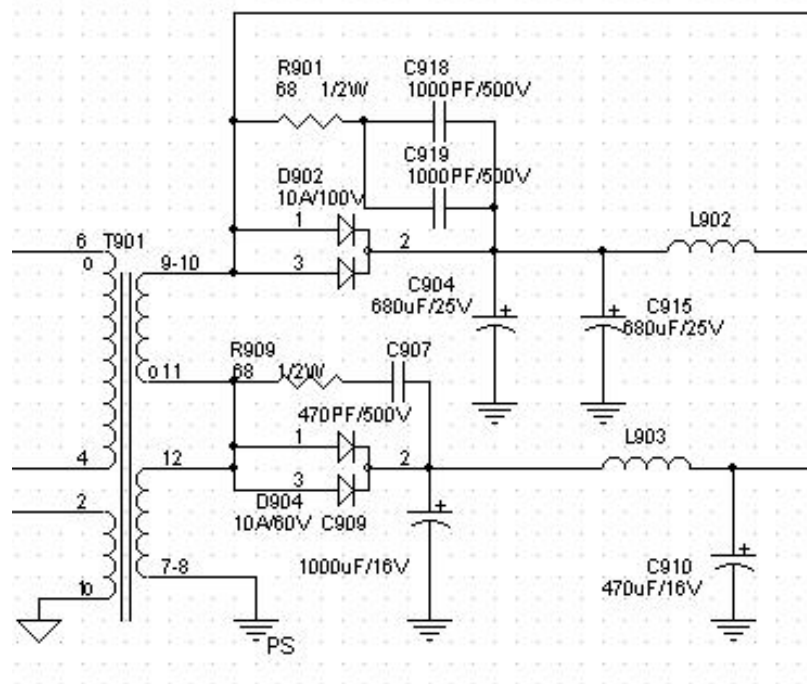 R901
68 1/2W
C918
1000PF/500V
C919
1000PF/500V
D902
10A/100V
1
2
3
L902
6 T901
0
9-10
C904
680uF/25V
C915
680uF/25V
R909
68 1/2W
C907
0 11
470PF/500V
1
2
3
L903
4
12
D904
10A/60V
C909
2
1000uF/16V
C910
470uF/16V
7-8
10
PS